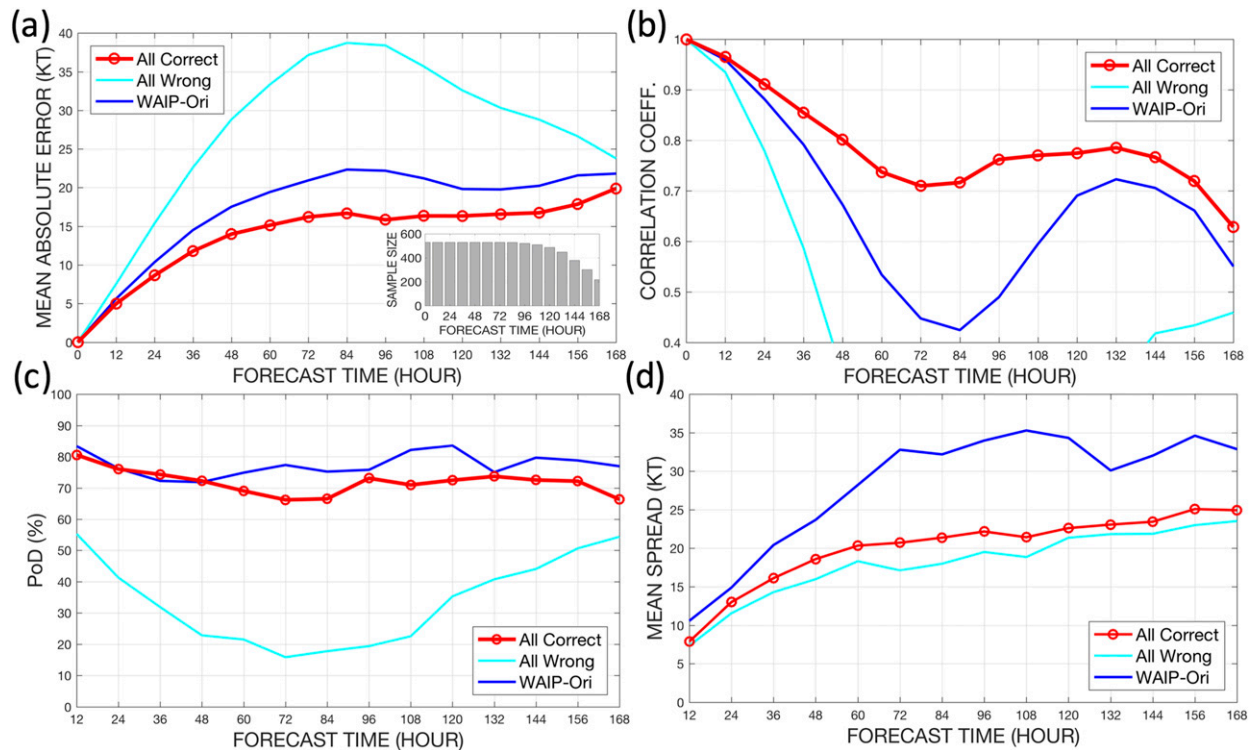 (a)
40
35
30
25
20
15
10
5
0
MEAN ABSOLUTE ERROR (KT)
All Correct
All Wrong
WAIP-Ori
600
400
200
0
SAMPLE SIZE
0 24 48 72 96 120 144 168
FORECAST TIME (HOUR)
0 12 24 36 48 60 72 84 96 108 120 132 144 156 168
FORECAST TIME (HOUR)
(b)
1
0.9
0.8
0.7
0.6
0.5
0.4
CORRELATION COEFF.
All Correct
All Wrong
WAIP-Ori
0 12 24 36 48 60 72 84 96 108 120 132 144 156 168
FORECAST TIME (HOUR)
(c)
100
90
80
70
60
50
40
30
20
10
0
PoD (%)
All Correct
All Wrong
WAIP-Ori
12 24 36 48 60 72 84 96 108 120 132 144 156 168
FORECAST TIME (HOUR)
(d)
40
35
30
25
20
15
10
5
0
MEAN SPREAD (KT)
All Correct
All Wrong
WAIP-Ori
12 24 36 48 60 72 84 96 108 120 132 144 156 168
FORECAST TIME (HOUR)